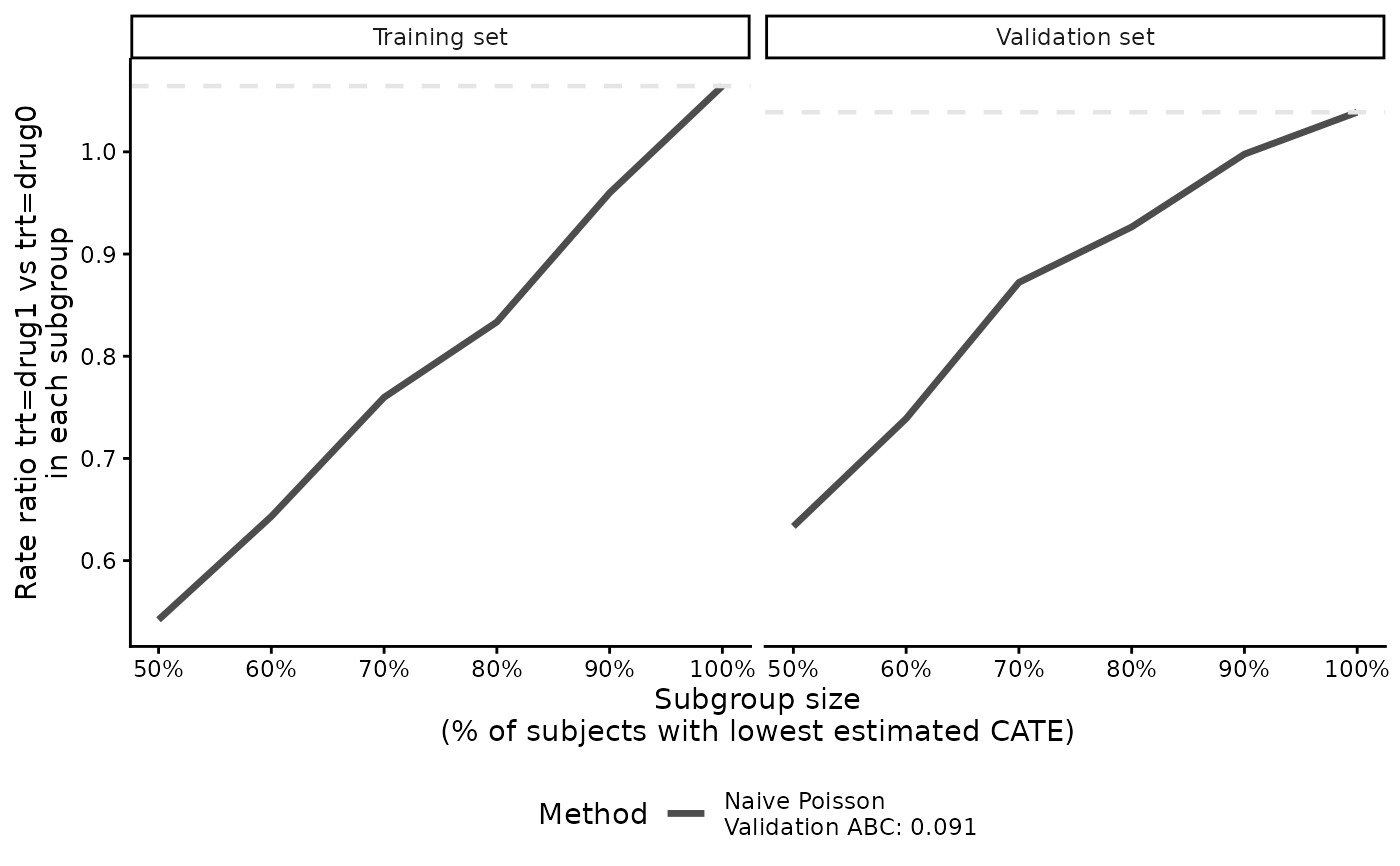 Training set
Validation set
Rate ratio trt=drug1 vs trt=drug0
in each subgroup
1.0
0.9
0.8
0.7
0.6
50% 60% 70% 80% 90% 100%
50% 60% 70% 80% 90% 100%
Subgroup size
(% of subjects with lowest estimated CATE)
Method
Naive Poisson
Validation ABC: 0.091